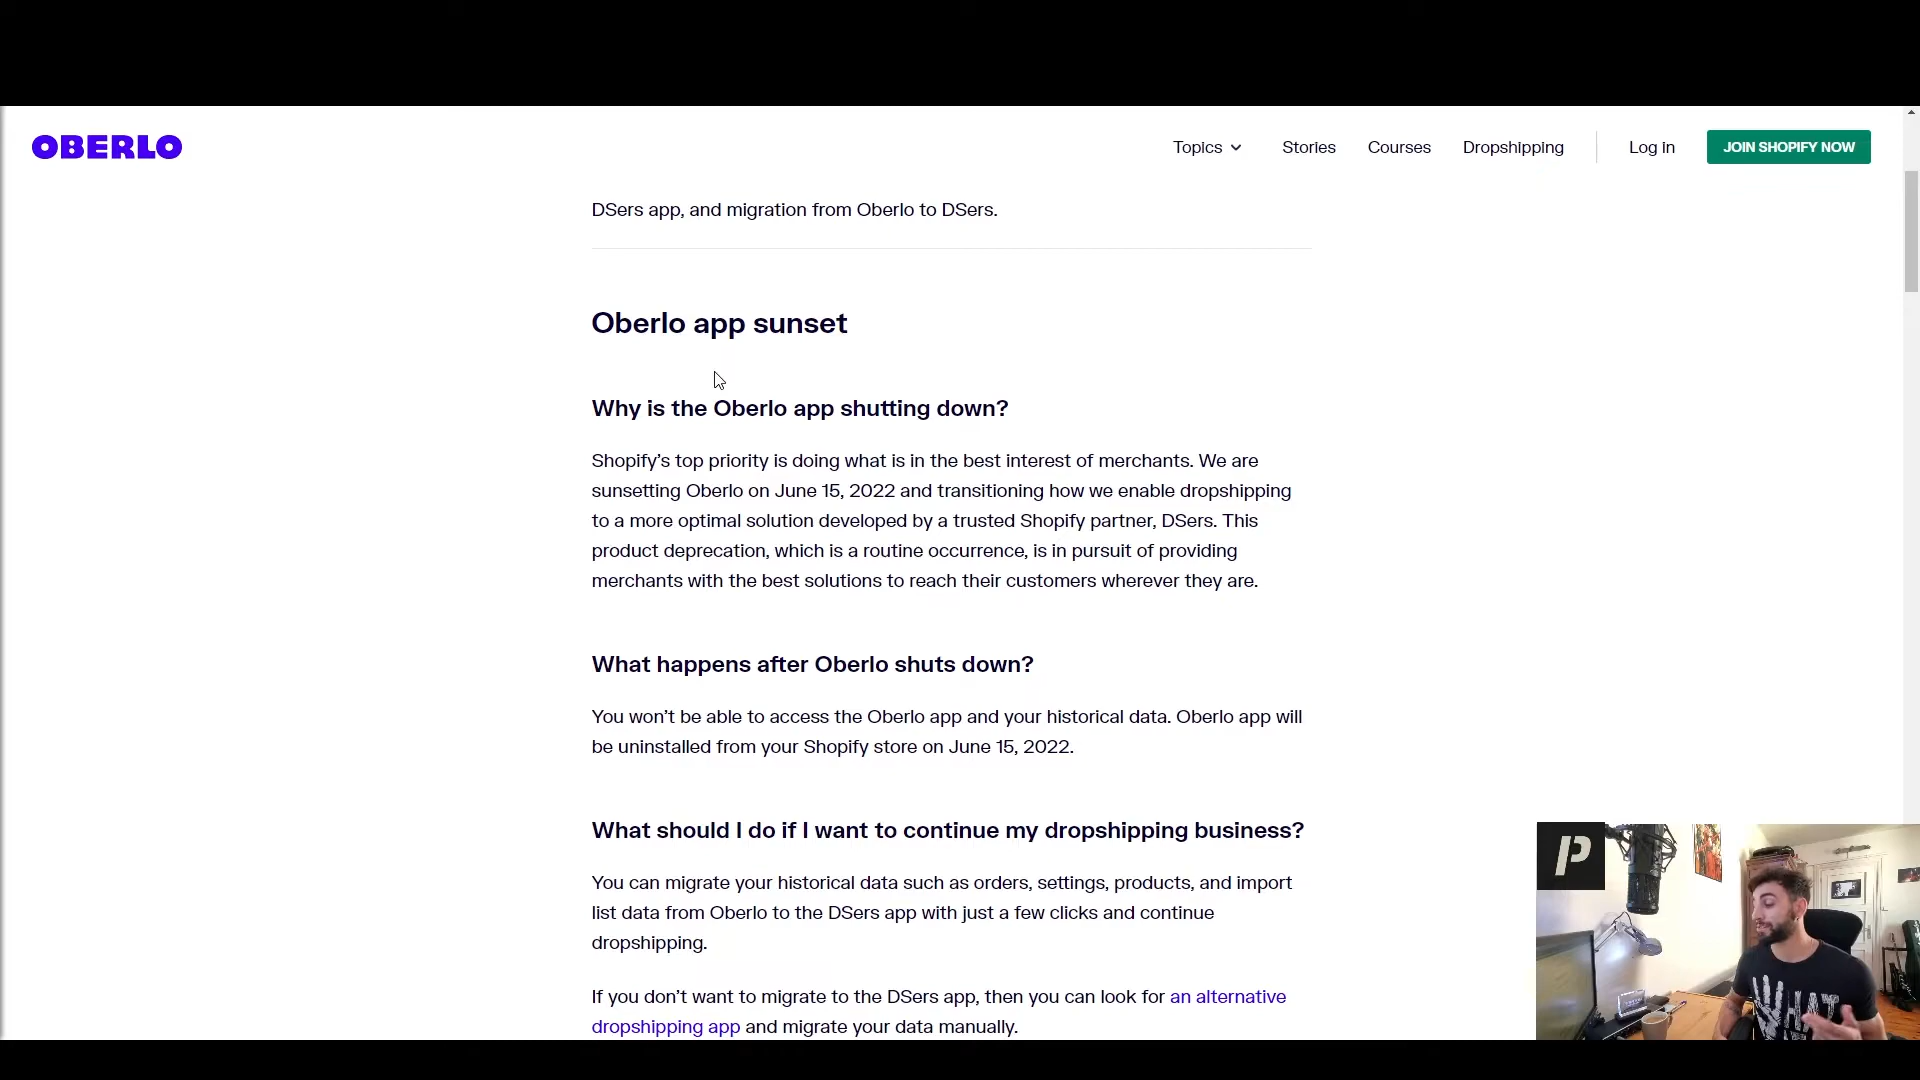 OBERLO
Topics
Stories
Courses
Dropshipping
Log in
JOIN SHOPIFY NOW
DSers app, and migration from Oberlo to DSers.
Oberlo app sunset
Why is the Oberlo app shutting down?
Shopify’s top priority is doing what is in the best interest of merchants. We are
sunsetting Oberlo on June 15, 2022 and transitioning how we enable dropshipping
to a more optimal solution developed by a trusted Shopify partner, DSers. This
product deprecation, which is a routine occurrence, is in pursuit of providing
merchants with the best solutions to reach their customers wherever they are.
What happens after Oberlo shuts down?
You won’t be able to access the Oberlo app and your historical data. Oberlo app will
be uninstalled from your Shopify store on June 15, 2022.
What should I do if I want to continue my dropshipping business?
You can migrate your historical data such as orders, settings, products, and import
list data from Oberlo to the DSers app with just a few clicks and continue
dropshipping.
If you don’t want to migrate to the DSers app, then you can look for an alternative
dropshipping app and migrate your data manually.
P